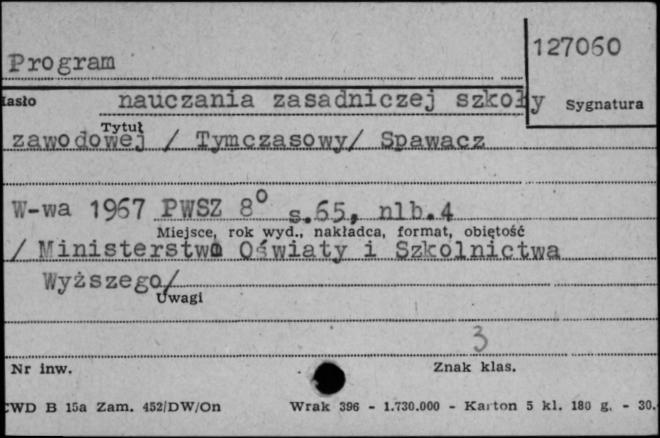 127060
Program
Hasło nauczania zasadniczej szkoły Sygnatura
Tytuł
zawodowej / Tymczasowy/ Spawacz
W-wa 1967 PWSZ 8⁰ s.65, nlb.4
Miejsce, rok wyd., nakładca, format, objętość
/ Ministerstwo Oświaty i Szkolnictwa
Wyższego/
Uwagi
3
Nr inw. Znak klas.
CWD B 15a Zam. 452/DW/On Wrak 396 - 1.730.000 - Karton 5 kl. 180 g. - 30.